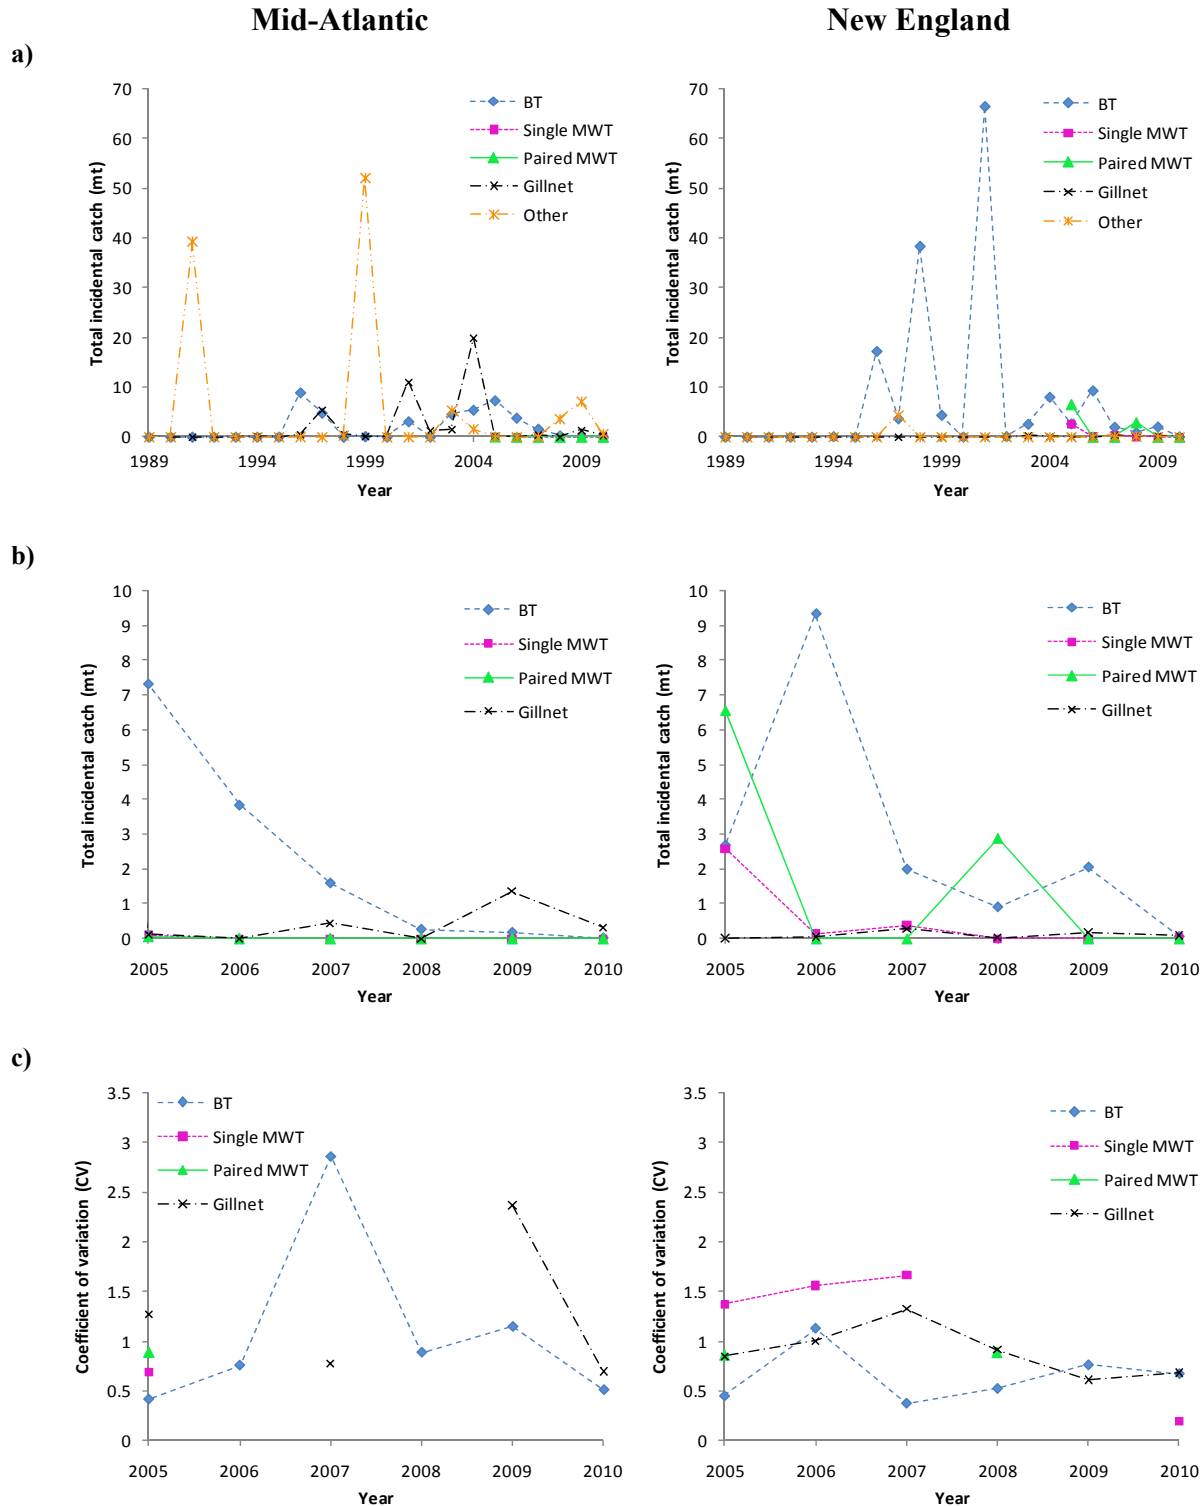 Mid-Atlantic
New England
a)
Total incidental catch (mt)
70
60
50
40
30
20
10
0
1989 1994 1999 2004 2009
Year
BT
Single MWT
Paired MWT
Gillnet
Other
Total incidental catch (mt)
70
60
50
40
30
20
10
0
1989 1994 1999 2004 2009
Year
BT
Single MWT
Paired MWT
Gillnet
Other
b)
Total incidental catch (mt)
10
9
8
7
6
5
4
3
2
1
0
2005 2006 2007 2008 2009 2010
Year
BT
Single MWT
Paired MWT
Gillnet
Total incidental catch (mt)
10
9
8
7
6
5
4
3
2
1
0
2005 2006 2007 2008 2009 2010
Year
BT
Single MWT
Paired MWT
Gillnet
c)
Coefficient of variation (CV)
3.5
3
2.5
2
1.5
1
0.5
0
2005 2006 2007 2008 2009 2010
Year
BT
Single MWT
Paired MWT
Gillnet
Coefficient of variation (CV)
3.5
3
2.5
2
1.5
1
0.5
0
2005 2006 2007 2008 2009 2010
Year
BT
Single MWT
Paired MWT
Gillnet